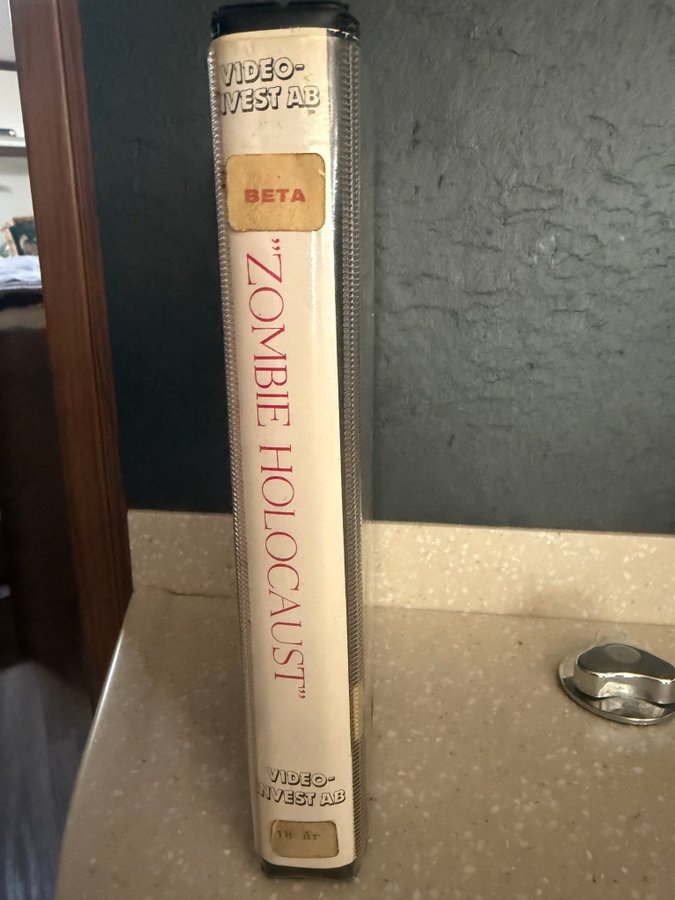 VIDEO-
INVEST AB
BETA
"ZOMBIE HOLOCAUST"
VIDEO-
INVEST AB
18 År